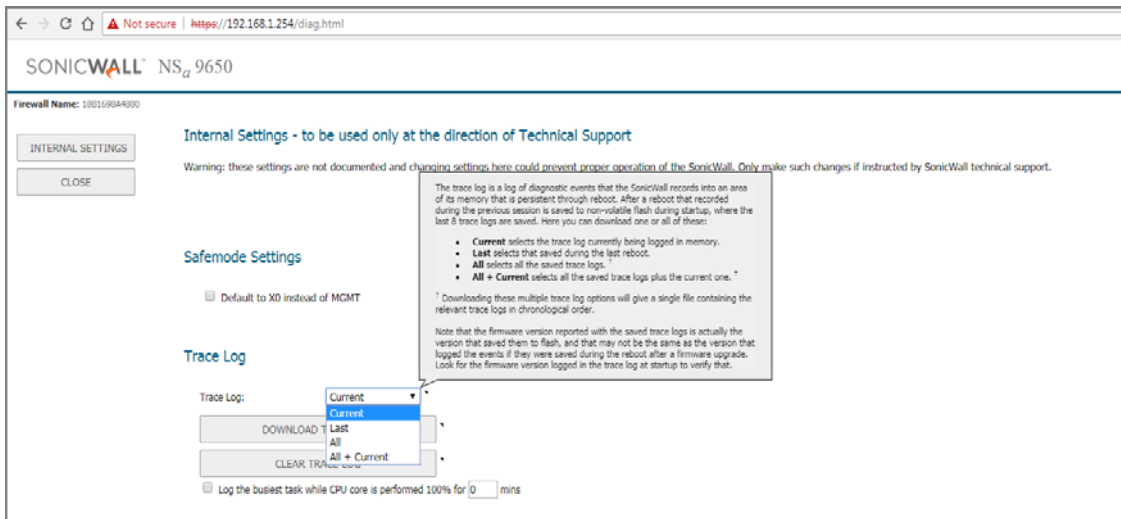 Not secure | https://192.168.1.254/diag.html
SONICWALL™ NSa 9650
Firewall Name: 18B1698A4880
INTERNAL SETTINGS
CLOSE
Internal Settings - to be used only at the direction of Technical Support
Warning: these settings are not documented and changing settings here could prevent proper operation of the SonicWall. Only make such changes if instructed by SonicWall technical support.
The trace log is a log of diagnostic events that the SonicWall records into an area
of its memory that is persistent through reboot. After a reboot that recorded
during the previous session is saved to non-volatile flash during startup, where the
last 8 trace logs are saved. Here you can download one or all of these:
• Current selects the trace log currently being logged in memory.
• Last selects that saved during the last reboot.
• All selects all the saved trace logs. †
• All + Current selects all the saved trace logs plus the current one. †
† Downloading these multiple trace log options will give a single file containing the
relevant trace logs in chronological order.
Note that the firmware version reported with the saved trace logs is actually the
version that saved them to flash, and that may not be the same as the version that
logged the events if they were saved during the reboot after a firmware upgrade.
Look for the firmware version logged in the trace log at startup to verify that.
Safemode Settings
Default to X0 instead of MGMT
Trace Log
Trace Log: Current
Current
Last
All
All + Current
DOWNLOAD T
CLEAR TRA
Log the busiest task while CPU core is performed 100% for 0 mins